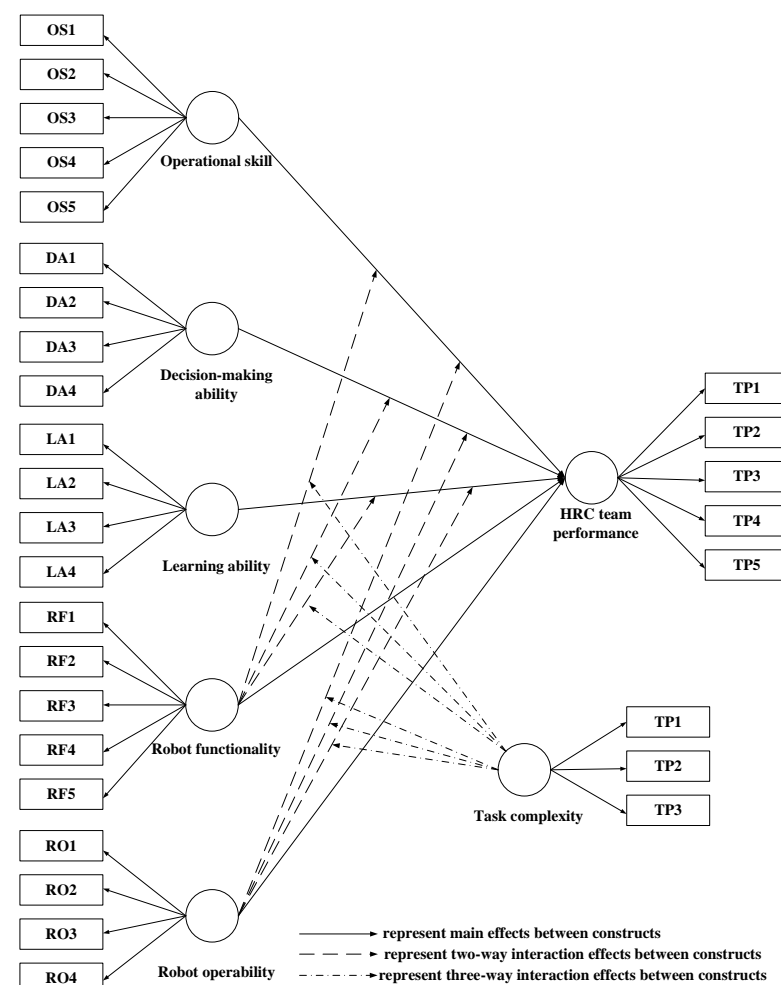 OS1
OS2
OS3
OS4
OS5
Operational skill
DA1
DA2
DA3
DA4
Decision-making
ability
LA1
LA2
LA3
LA4
Learning ability
RF1
RF2
RF3
RF4
RF5
Robot functionality
RO1
RO2
RO3
RO4
Robot operability
TP1
TP2
TP3
TP4
TP5
HRC team
performance
TP1
TP2
TP3
Task complexity
represent main effects between constructs
represent two-way interaction effects between constructs
represent three-way interaction effects between constructs